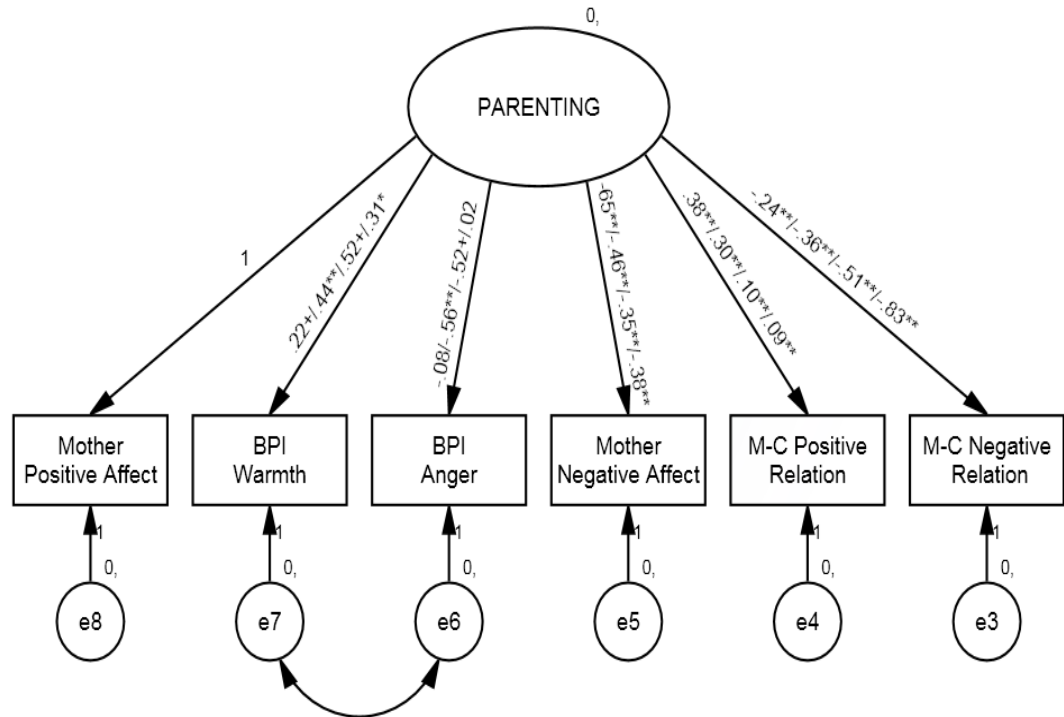 0,
PARENTING
1
.22+/.44**/.52+/.31*
-.08/-.56**/-.52+/.02
-65**/-.46**/-.35**/-.38**
.38**/.30**/.10**/.09**
-.24**/-.36**/-.51**/-.83**
Mother
Positive Affect
BPI
Warmth
BPI
Anger
Mother
Negative Affect
M-C Positive
Relation
M-C Negative
Relation
1
1
1
1
1
1
0,
0,
0,
0,
0,
0,
e8
e7
e6
e5
e4
e3